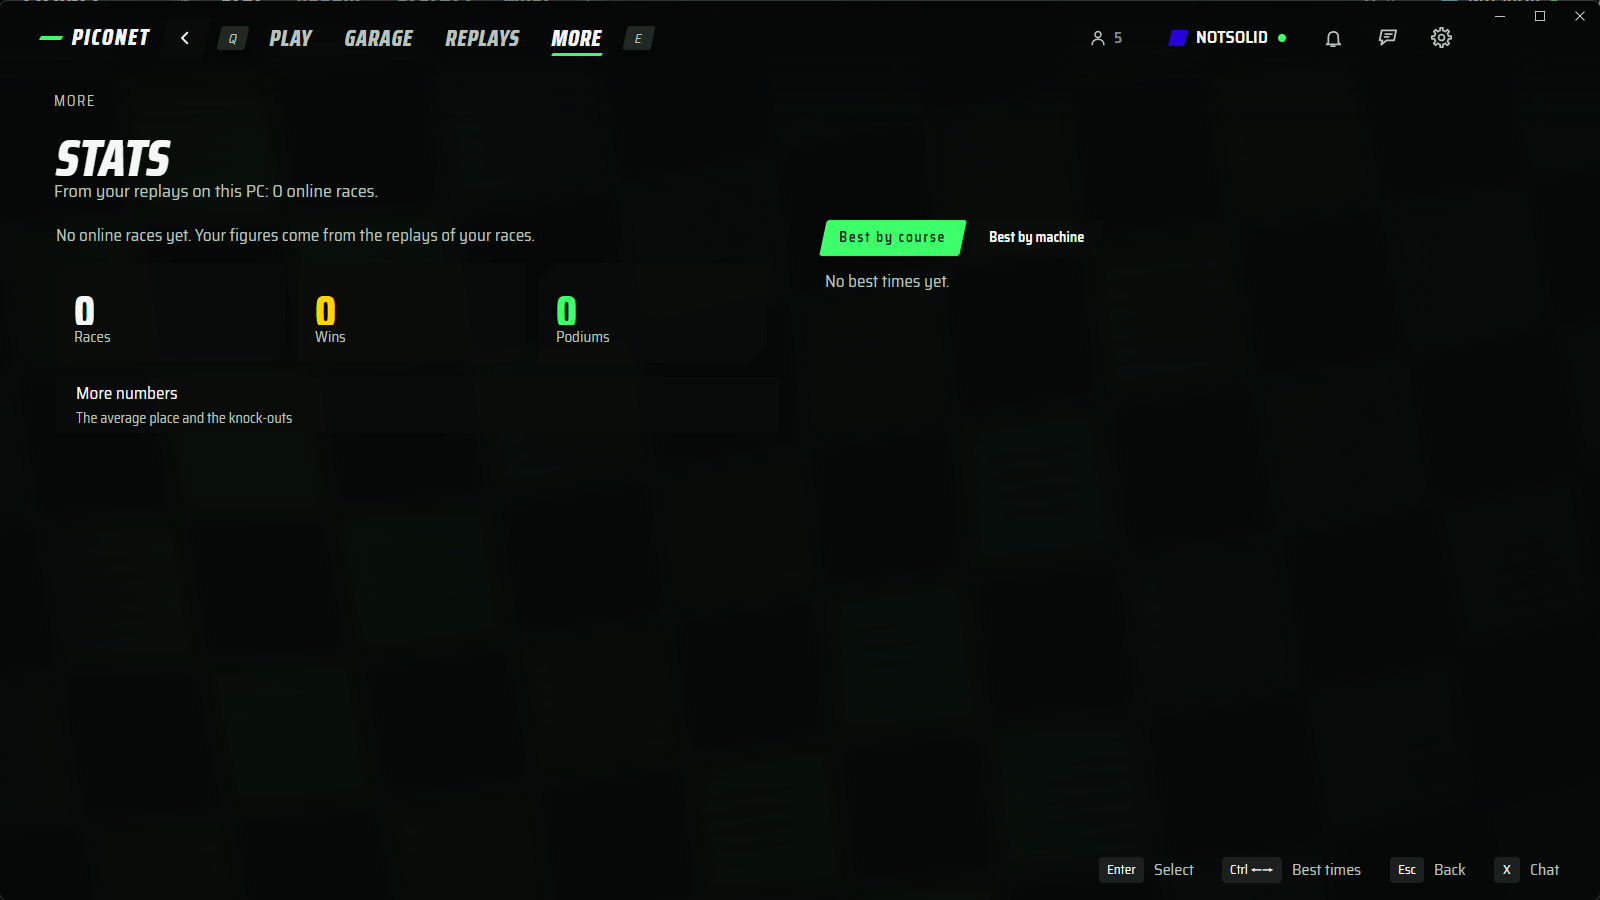 PICONET
Q PLAY GARAGE REPLAYS MORE E
5 NOTSOLID
MORE
STATS
From your replays on this PC: 0 online races.
No online races yet. Your figures come from the replays of your races.
0
Races
0
Wins
0
Podiums
More numbers
The average place and the knock-outs
Best by course Best by machine
No best times yet.
Enter Select Ctrl ←→ Best times Esc Back X Chat